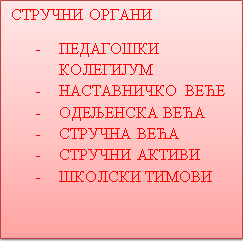 СТРУЧНИ ОРГАНИ
- ПЕДАГОШКИ
КОЛЕГИЈУМ
- НАСТАВНИЧКО ВЕЋЕ
- ОДЕЉЕНСКА ВЕЋА
- СТРУЧНА ВЕЋА
- СТРУЧНИ АКТИВИ
- ШКОЛСКИ ТИМОВИ